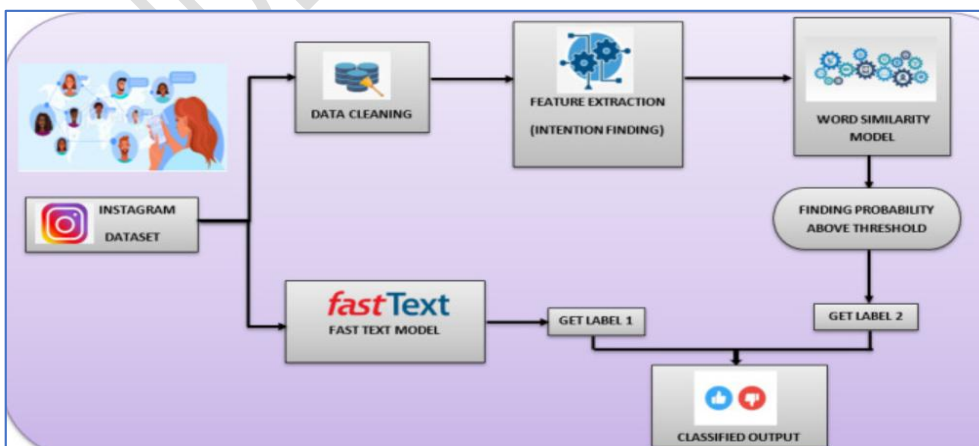 DATA CLEANING
FEATURE EXTRACTION
(INTENTION FINDING)
WORD SIMILARITY
MODEL
INSTAGRAM
DATASET
FINDING PROBABILITY
ABOVE THRESHOLD
fastText
FAST TEXT MODEL
GET LABEL 1
GET LABEL 2
CLASSIFIED OUTPUT